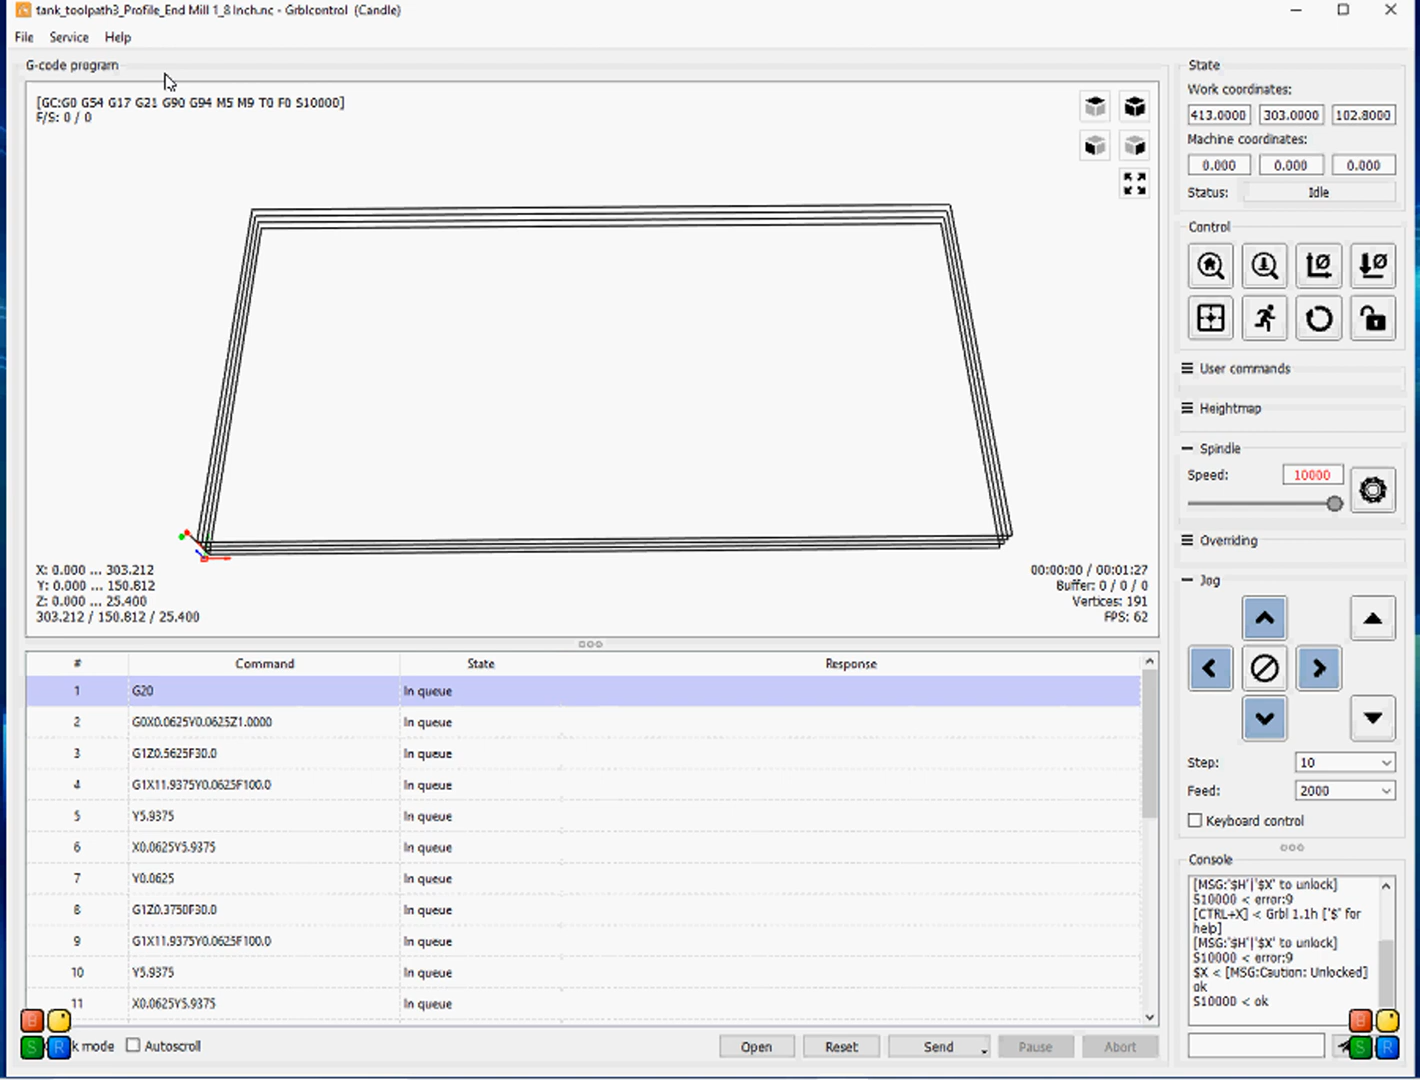 tank_toolpath3_Profile_End Mill 1_8 Inch.nc - Grblcontrol (Candle)
File Service Help
G-code program
[GC:G0 G54 G17 G21 G90 G94 M5 M9 T0 F0 S10000]
F/S: 0 / 0
X: 0.000 ... 303.212
Y: 0.000 ... 150.812
Z: 0.000 ... 25.400
303.212 / 150.812 / 25.400
00:00:00 / 00:01:27
Buffer: 0 / 0 / 0
Vertices: 191
FPS: 62
# Command State Response
1 G20 In queue
2 G0X0.0625Y0.0625Z1.0000 In queue
3 G1Z0.5625F30.0 In queue
4 G1X11.9375Y0.0625F100.0 In queue
5 Y5.9375 In queue
6 X0.0625Y5.9375 In queue
7 Y0.0625 In queue
8 G1Z0.3750F30.0 In queue
9 G1X11.9375Y0.0625F100.0 In queue
10 Y5.9375 In queue
11 X0.0625Y5.9375 In queue
B
S R k mode Autoscroll Open Reset Send Pause Abort
State
Work coordinates:
413.0000 303.0000 102.8000
Machine coordinates:
0.000 0.000 0.000
Status: Idle
Control
User commands
Heightmap
Spindle
Speed: 10000
Overriding
Jog
Step: 10
Feed: 2000
Keyboard control
Console
[MSG:'$H'|'$X' to unlock]
S10000 < error:9
[CTRL+X] < Grbl 1.1h ['$' for
help]
[MSG:'$H'|'$X' to unlock]
S10000 < error:9
$X < [MSG:Caution: Unlocked]
ok
S10000 < ok
B
S R